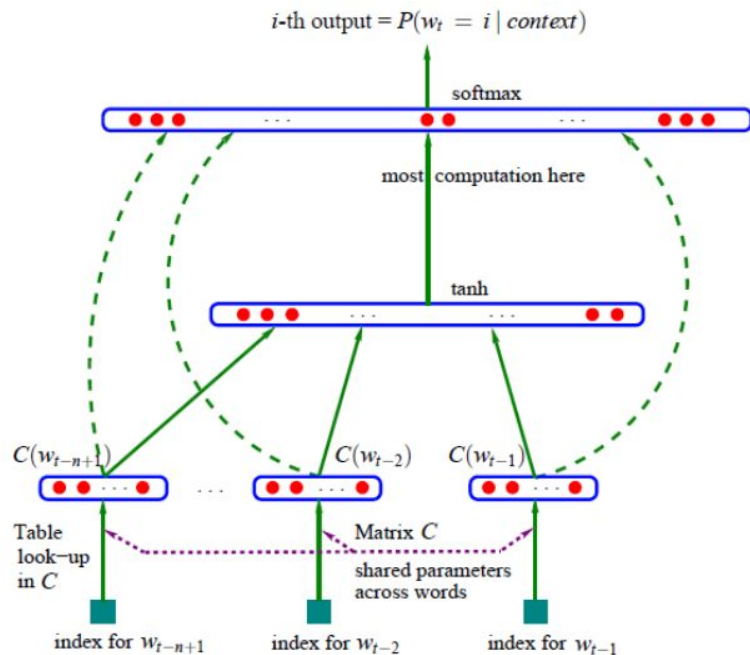 i-th output = P(w_t = i | context)
softmax
. . .
. . .
most computation here
tanh
. . .
. . .
C(w_{t−n+1})
C(w_{t−2})
C(w_{t−1})
. . .
. . .
. . .
. . .
Table
look−up
in C
Matrix C
shared parameters
across words
index for w_{t−n+1}
index for w_{t−2}
index for w_{t−1}